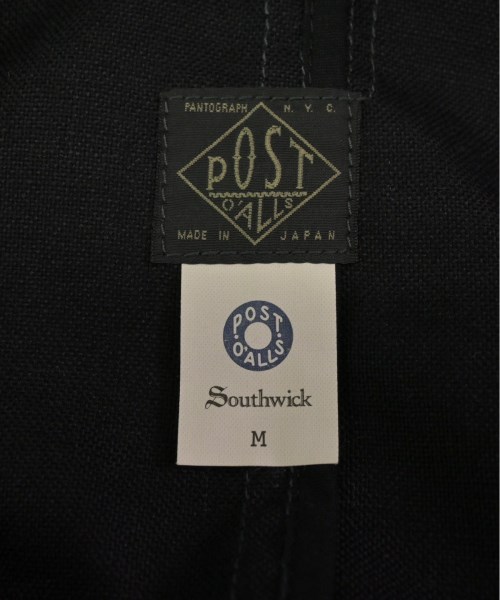 PANTOGRAPH N.Y.C.
POST
O'ALLS
MADE IN JAPAN
POST
O'ALLS
Southwick
M